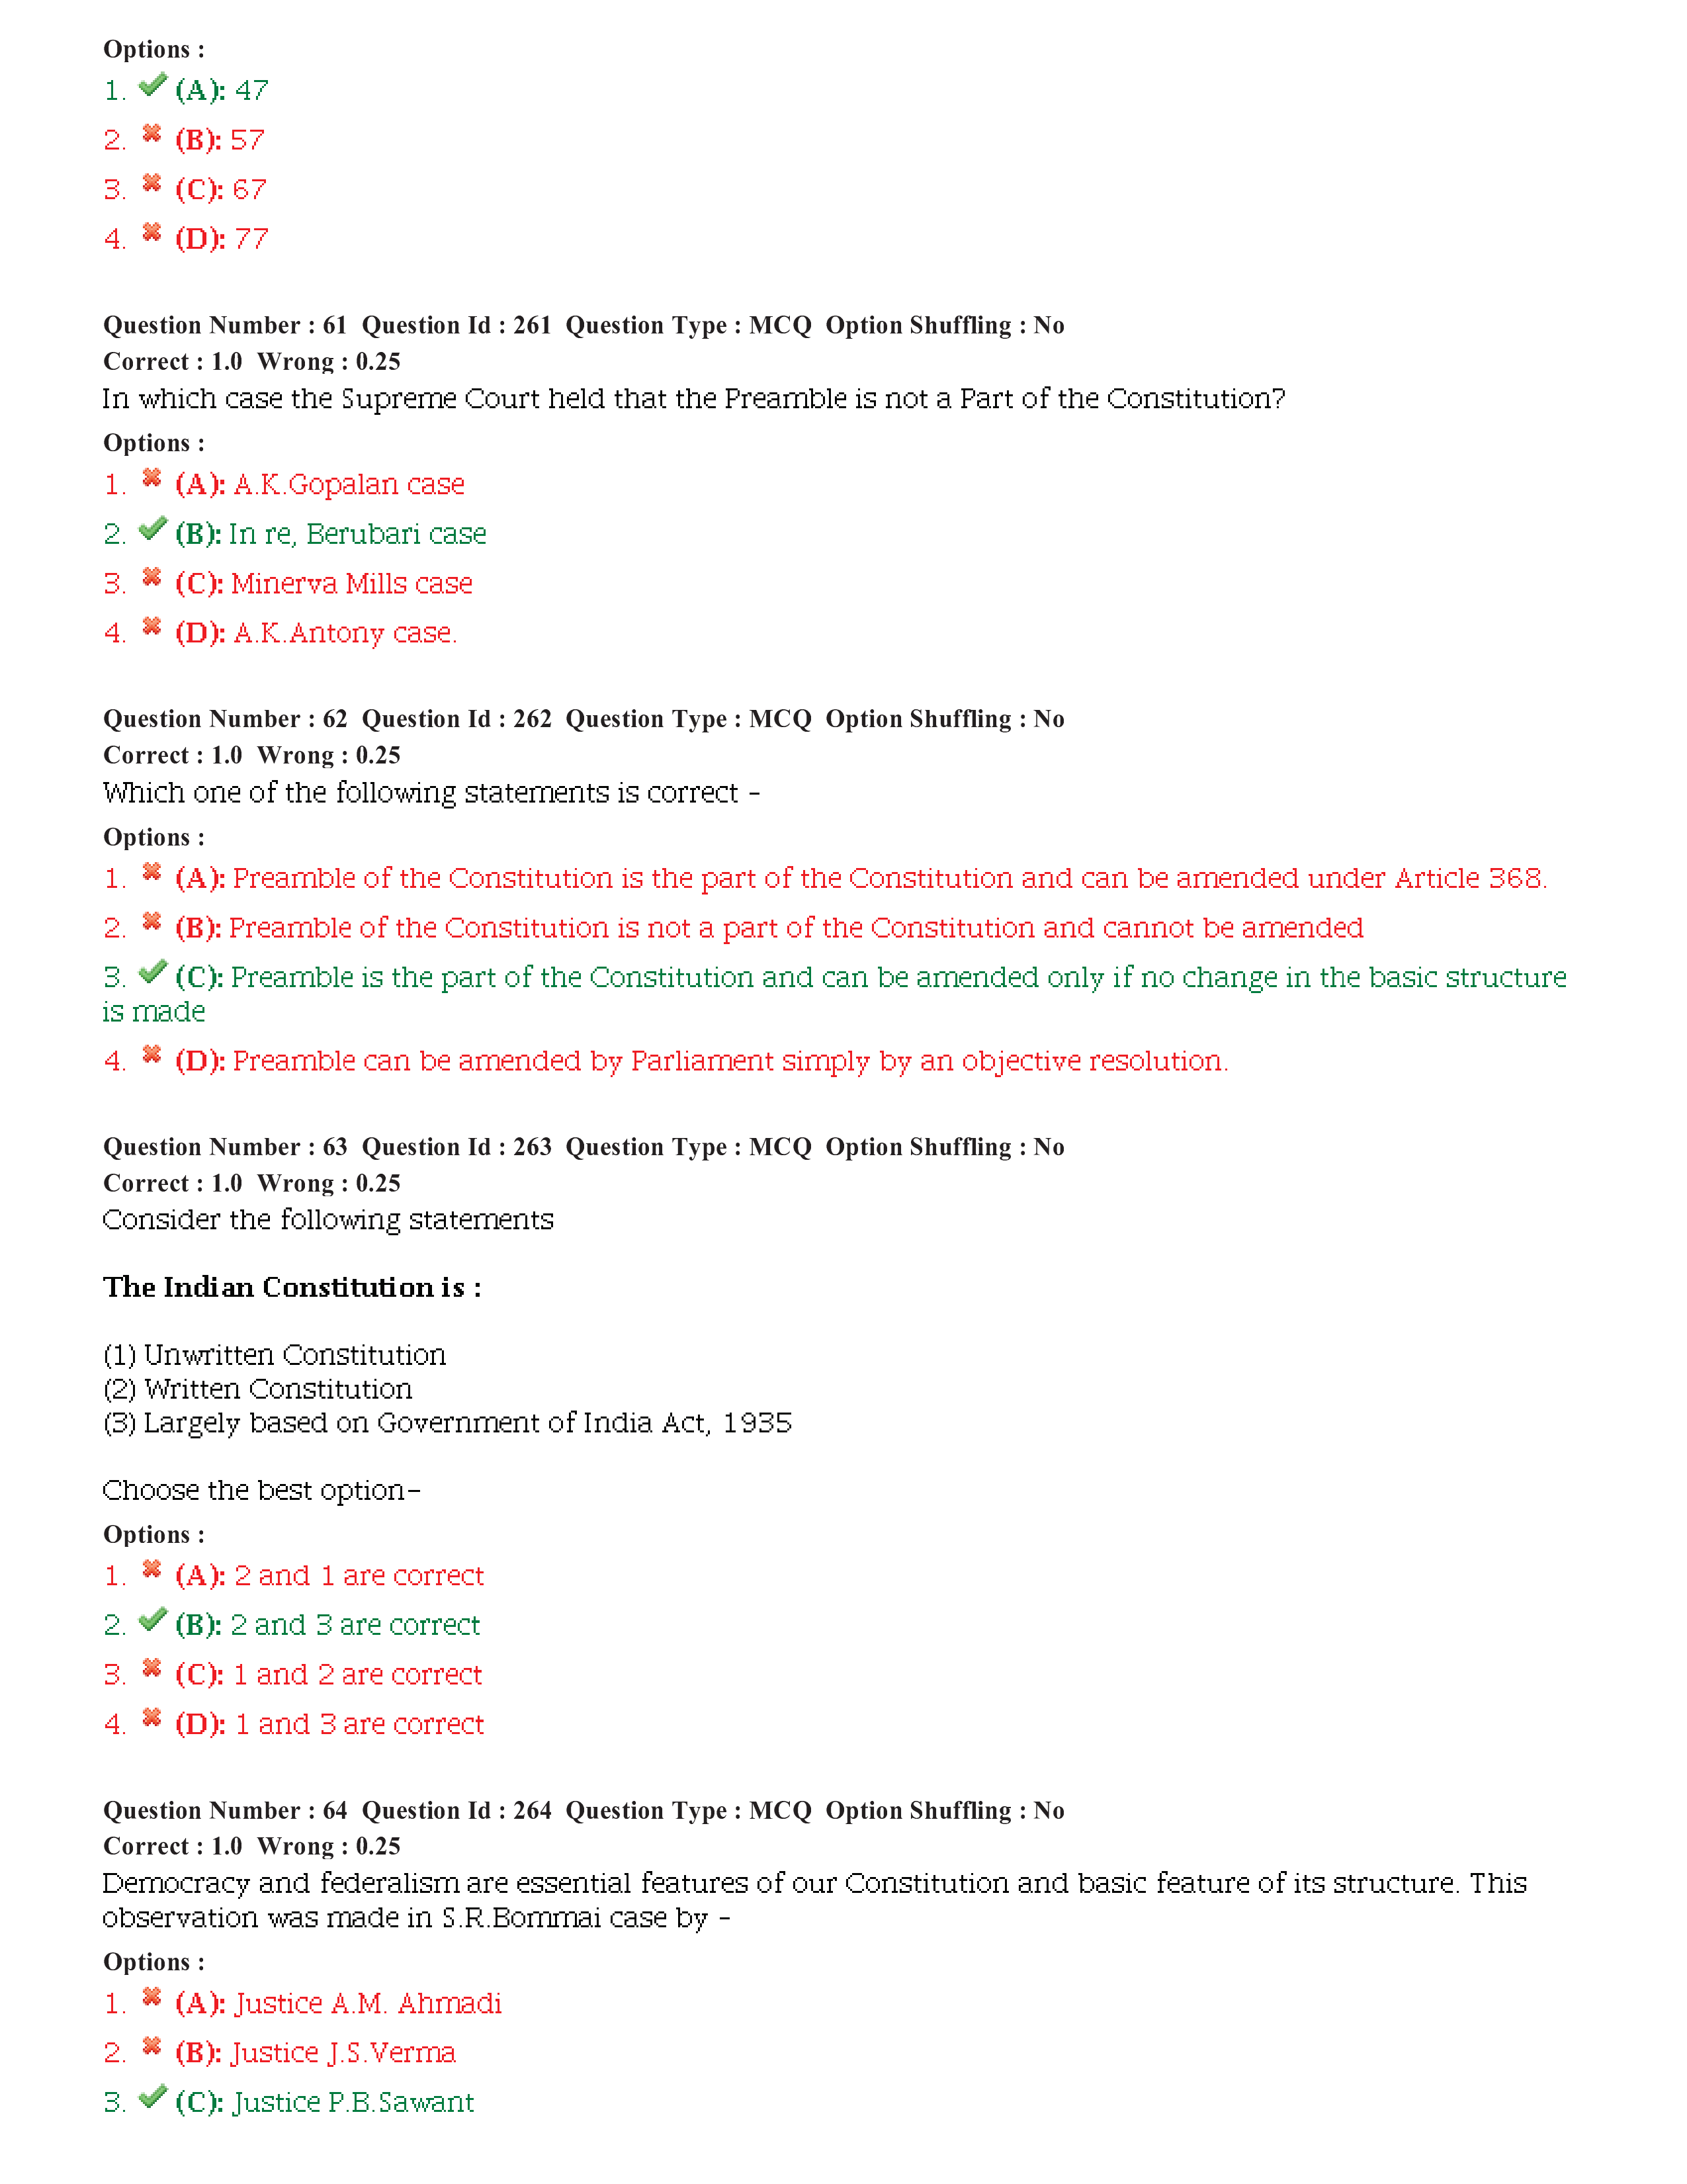 Options :
1. (A): 47
2. (B): 57
3. (C): 67
4. (D): 77
Question Number : 61 Question Id : 261 Question Type : MCQ Option Shuffling : No
Correct : 1.0 Wrong : 0.25
In which case the Supreme Court held that the Preamble is not a Part of the Constitution?
Options :
1. (A): A.K.Gopalan case
2. (B): In re, Berubari case
3. (C): Minerva Mills case
4. (D): A.K.Antony case.
Question Number : 62 Question Id : 262 Question Type : MCQ Option Shuffling : No
Correct : 1.0 Wrong : 0.25
Which one of the following statements is correct -
Options :
1. (A): Preamble of the Constitution is the part of the Constitution and can be amended under Article 368.
2. (B): Preamble of the Constitution is not a part of the Constitution and cannot be amended
3. (C): Preamble is the part of the Constitution and can be amended only if no change in the basic structure
is made
4. (D): Preamble can be amended by Parliament simply by an objective resolution.
Question Number : 63 Question Id : 263 Question Type : MCQ Option Shuffling : No
Correct : 1.0 Wrong : 0.25
Consider the following statements
The Indian Constitution is :
(1) Unwritten Constitution
(2) Written Constitution
(3) Largely based on Government of India Act, 1935
Choose the best option-
Options :
1. (A): 2 and 1 are correct
2. (B): 2 and 3 are correct
3. (C): 1 and 2 are correct
4. (D): 1 and 3 are correct
Question Number : 64 Question Id : 264 Question Type : MCQ Option Shuffling : No
Correct : 1.0 Wrong : 0.25
Democracy and federalism are essential features of our Constitution and basic feature of its structure. This
observation was made in S.R.Bommai case by -
Options :
1. (A): Justice A.M. Ahmadi
2. (B): Justice J.S.Verma
3. (C): Justice P.B.Sawant